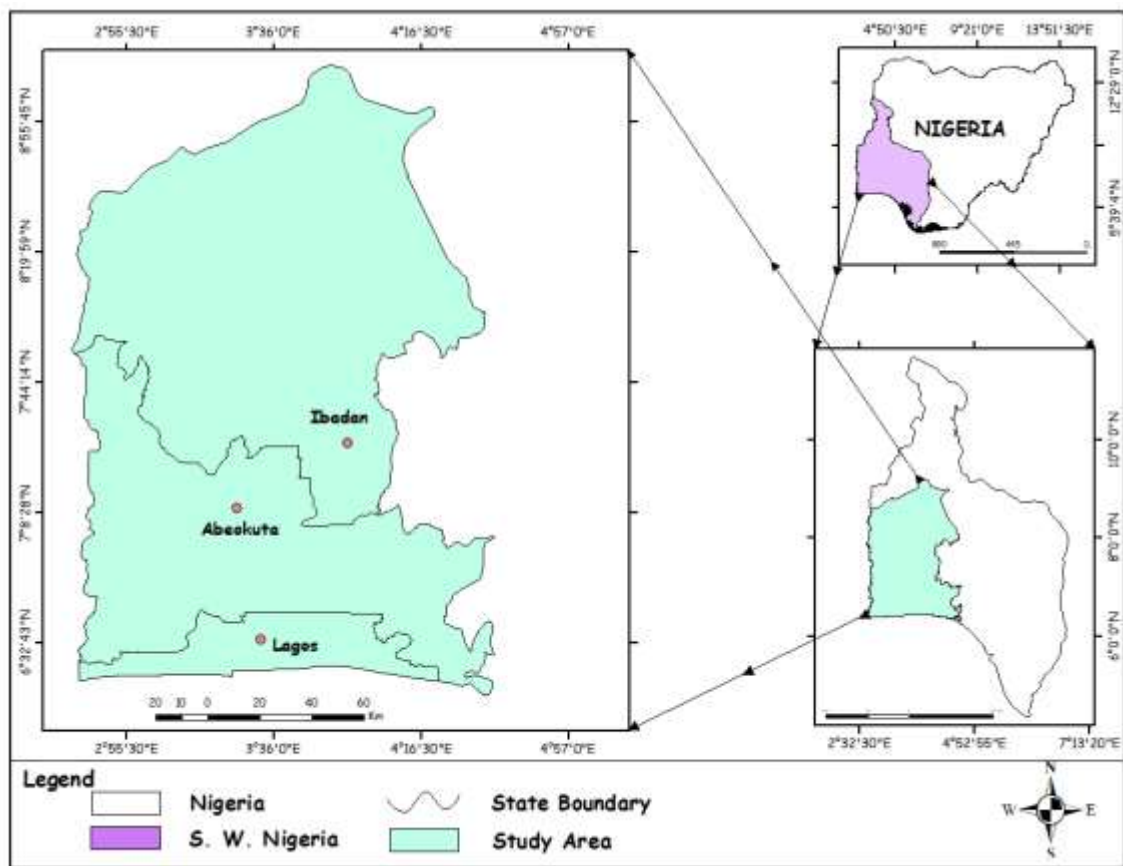 2°55'30"E 3°36'0"E 4°16'30"E 4°57'0"E
4°50'30"E 9°21'0"E 13°51'30"E
8°55'45"N
8°19'59"N
7°44'14"N
7°8'28"N
6°32'43"N
Ibadan
Abeokuta
Lagos
20 10 0 20 40 60
Km
2°55'30"E 3°36'0"E 4°16'30"E 4°57'0"E
NIGERIA
12°29'0"N
445 0
10°0'0"N
8°0'0"N
6°0'0"N
2°32'30"E 4°52'55"E 7°13'20"E
Legend
Nigeria State Boundary
S. W. Nigeria Study Area
N
W E
S